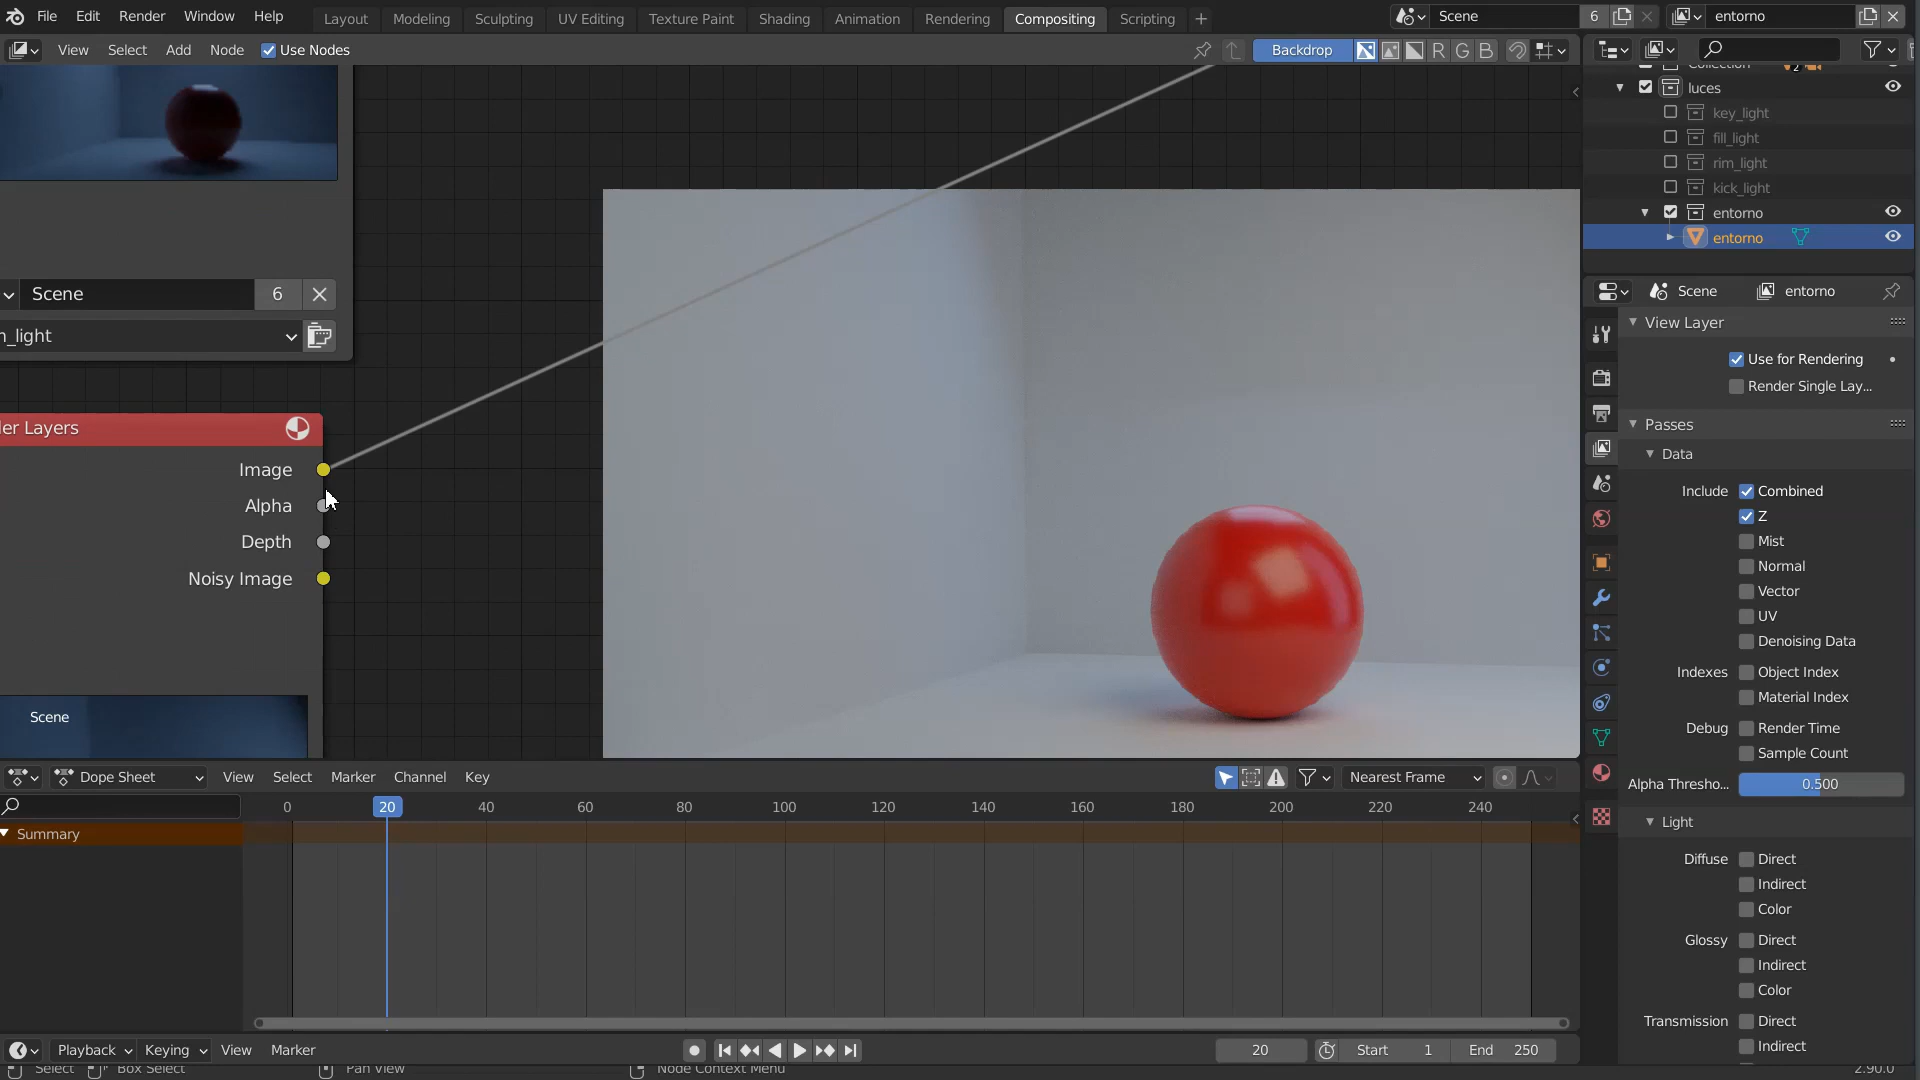 File Edit Render Window Help Layout Modeling Sculpting UV Editing Texture Paint Shading Animation Rendering Compositing Scripting + Scene 6 entorno
View Select Add Node Use Nodes Backdrop R G B
Collection 2
luces
key_light
fill_light
rim_light
kick_light
entorno
entorno
Scene 6
Scene entorno
View Layer
_light
Use for Rendering
Render Single Lay...
er Layers
Passes
Data
Image
Alpha
Depth
Noisy Image
Include Combined
Z
Mist
Normal
Vector
UV
Denoising Data
Indexes Object Index
Material Index
Scene
Debug Render Time
Sample Count
Alpha Thresho... 0.500
Light
Dope Sheet View Select Marker Channel Key Nearest Frame
0 20 40 60 80 100 120 140 160 180 200 220 240
Summary
Diffuse Direct
Indirect
Color
Glossy Direct
Indirect
Color
Transmission Direct
Indirect
Playback Keying View Marker 20 Start 1 End 250
Select Box Select Pan View Node Context Menu 2.90.0